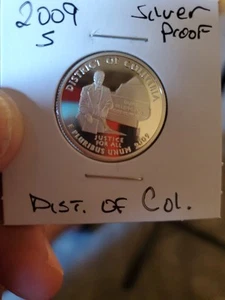 2009 Silver
S Proof
DISTRICT OF COLUMBIA
JUSTICE
FOR ALL
E PLURIBUS UNUM 2009
DIST. OF COL.